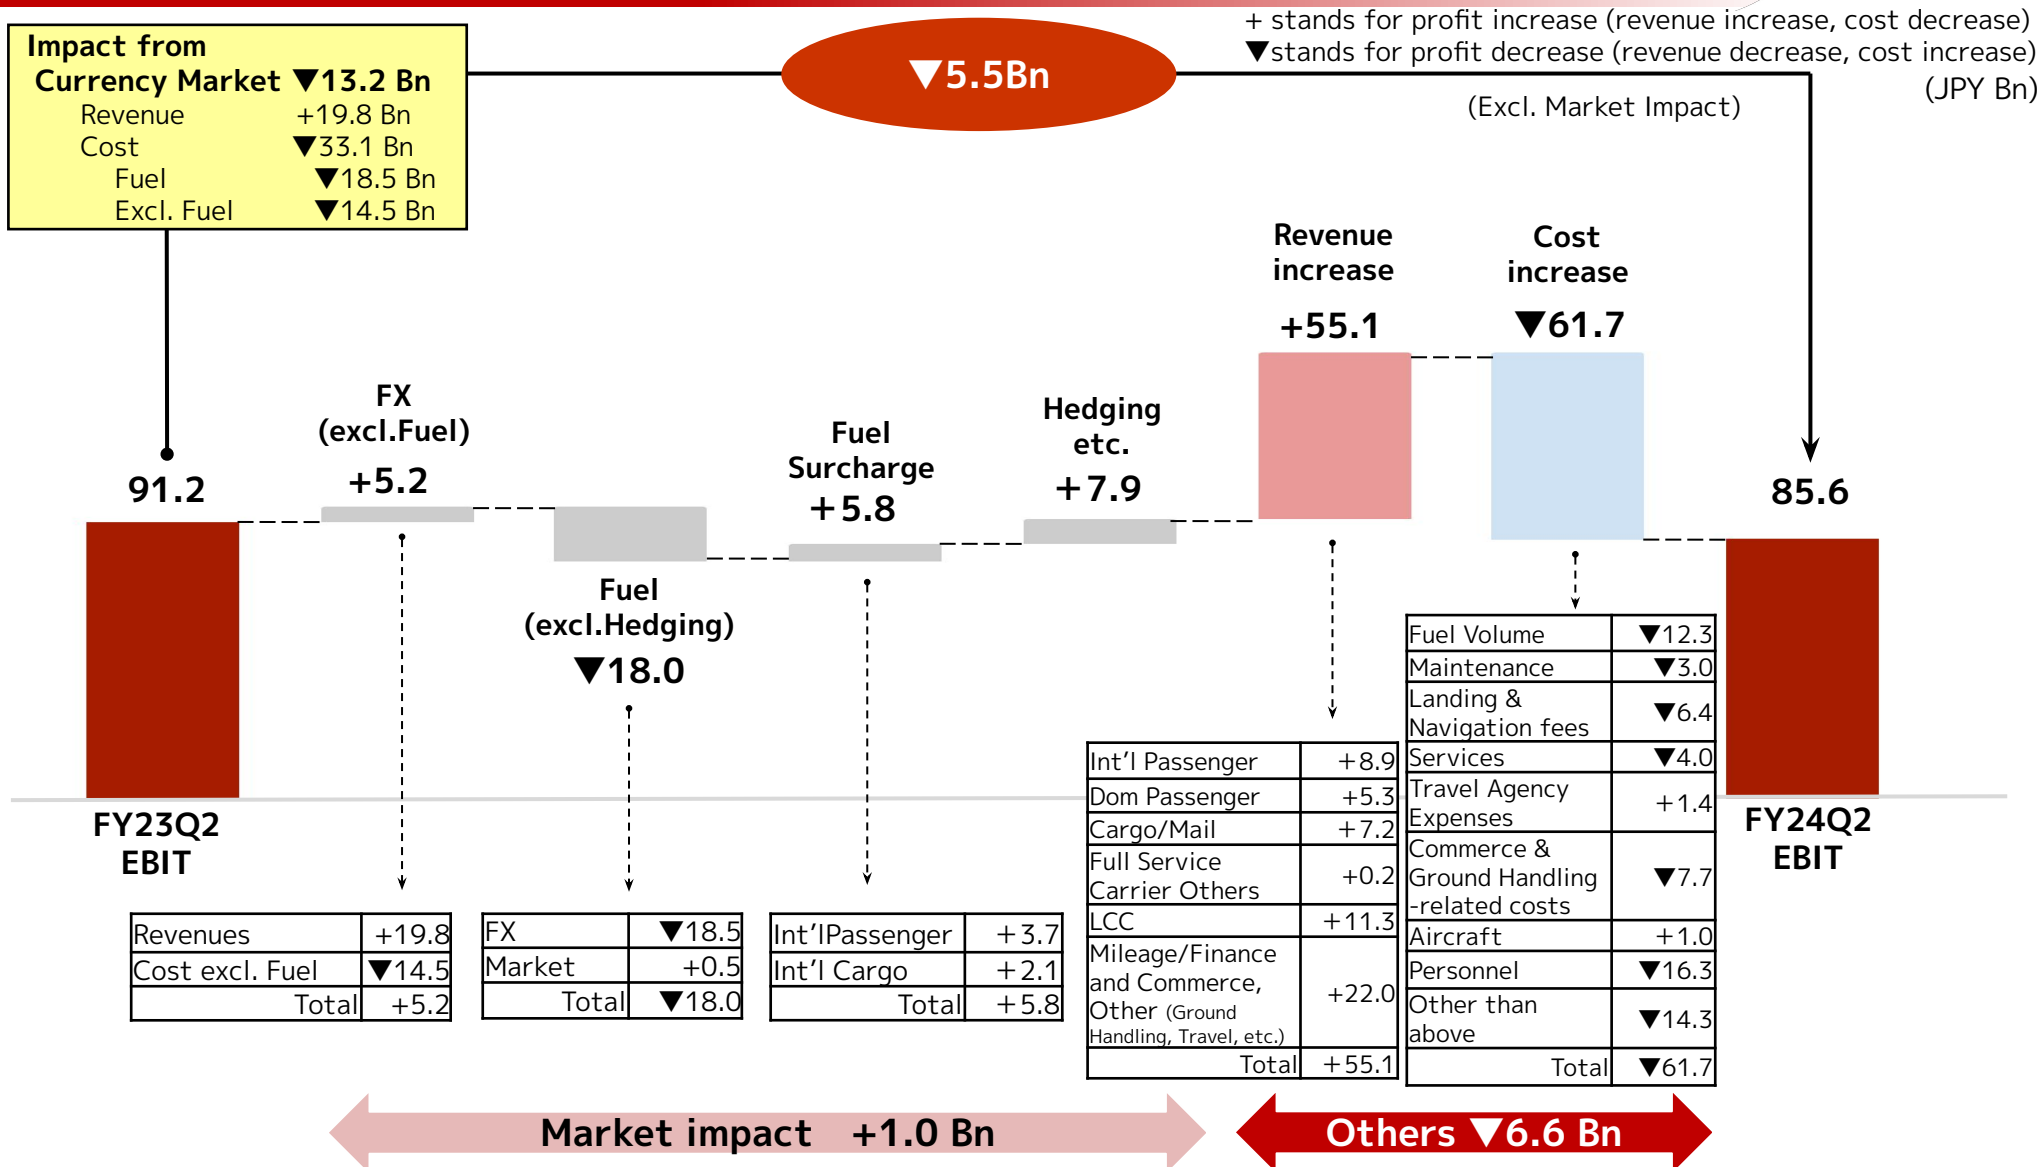 + stands for profit increase (revenue increase, cost decrease)
▼stands for profit decrease (revenue decrease, cost increase)
(JPY Bn)
Impact from
Currency Market ▼13.2 Bn
Revenue +19.8 Bn
Cost ▼33.1 Bn
Fuel ▼18.5 Bn
Excl. Fuel ▼14.5 Bn
▼5.5Bn
(Excl. Market Impact)
91.2
FY23Q2
EBIT
FX
(excl.Fuel)
+5.2
Fuel
(excl.Hedging)
▼18.0
Fuel
Surcharge
+5.8
Hedging
etc.
+7.9
Revenue
increase
+55.1
Cost
increase
▼61.7
85.6
FY24Q2
EBIT
Revenues +19.8
Cost excl. Fuel ▼14.5
Total +5.2
FX ▼18.5
Market +0.5
Total ▼18.0
Int'lPassenger +3.7
Int'l Cargo +2.1
Total +5.8
Int'l Passenger +8.9
Dom Passenger +5.3
Cargo/Mail +7.2
Full Service
Carrier Others +0.2
LCC +11.3
Mileage/Finance
and Commerce,
Other (Ground
Handling, Travel, etc.) +22.0
Total +55.1
Fuel Volume ▼12.3
Maintenance ▼3.0
Landing &
Navigation fees ▼6.4
Services ▼4.0
Travel Agency
Expenses +1.4
Commerce &
Ground Handling
-related costs ▼7.7
Aircraft +1.0
Personnel ▼16.3
Other than
above ▼14.3
Total ▼61.7
Market impact +1.0 Bn
Others ▼6.6 Bn